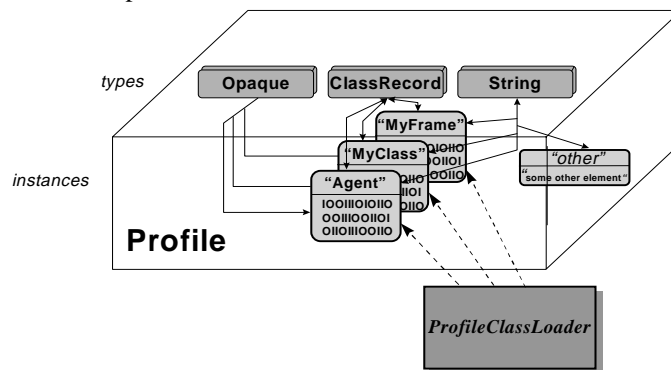 types
Opaque
ClassRecord
String
"MyFrame"
"MyClass"
"other"
"some other element"
instances
"Agent"
IOOIIIOIOIIO
OOIIIOOIIOI
OIIOIIIOOIIO
Profile
ProfileClassLoader